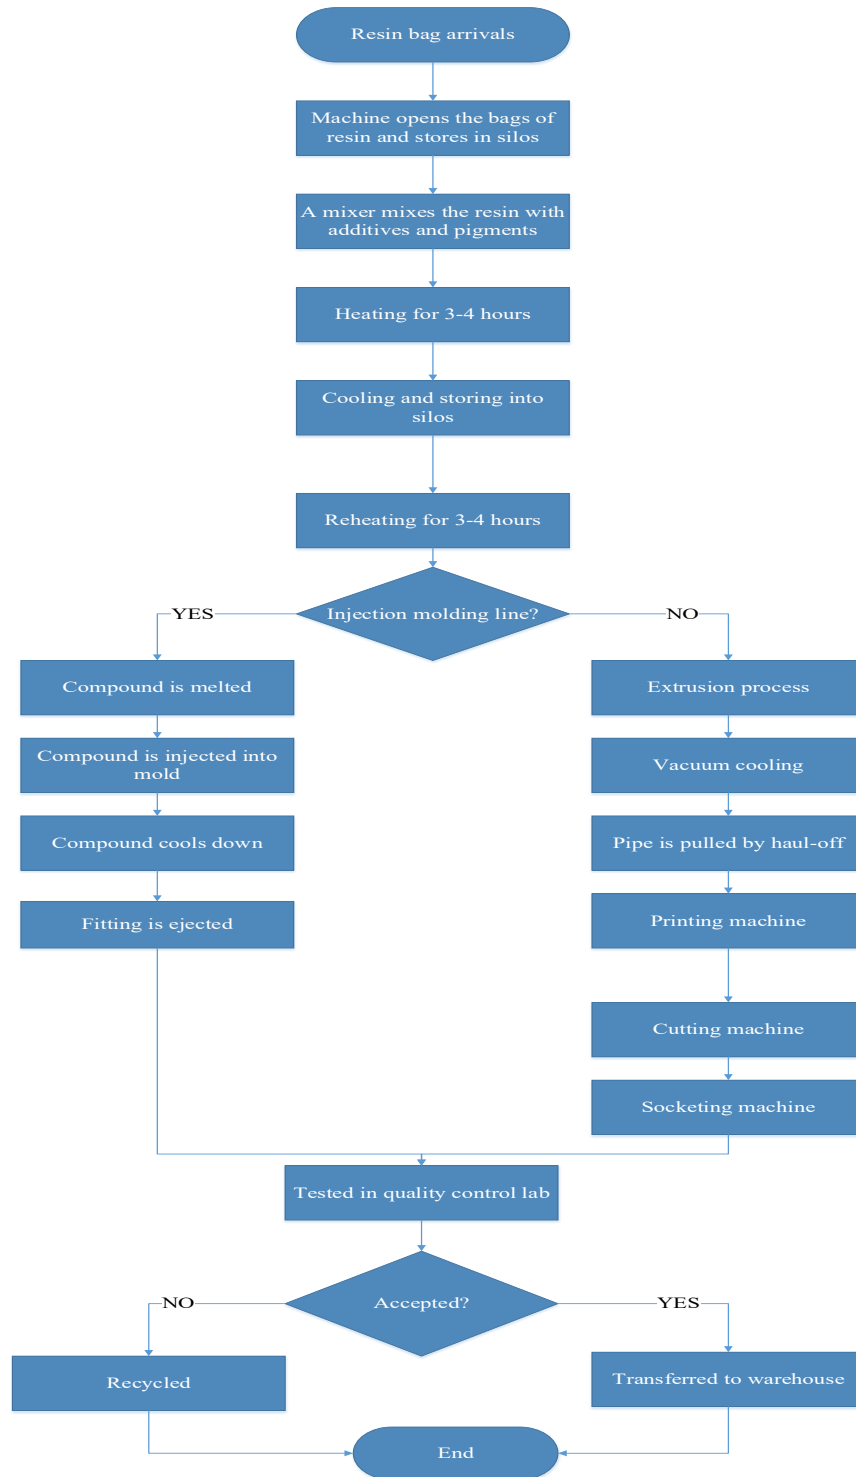 Resin bag arrivals
Machine opens the bags of
resin and stores in silos
A mixer mixes the resin with
additives and pigments
Heating for 3-4 hours
Cooling and storing into
silos
Reheating for 3-4 hours
Injection molding line?
YES
NO
Compound is melted
Extrusion process
Compound is injected into
mold
Vacuum cooling
Compound cools down
Pipe is pulled by haul-off
Fitting is ejected
Printing machine
Cutting machine
Socketing machine
Tested in quality control lab
Accepted?
NO
YES
Recycled
Transferred to warehouse
End